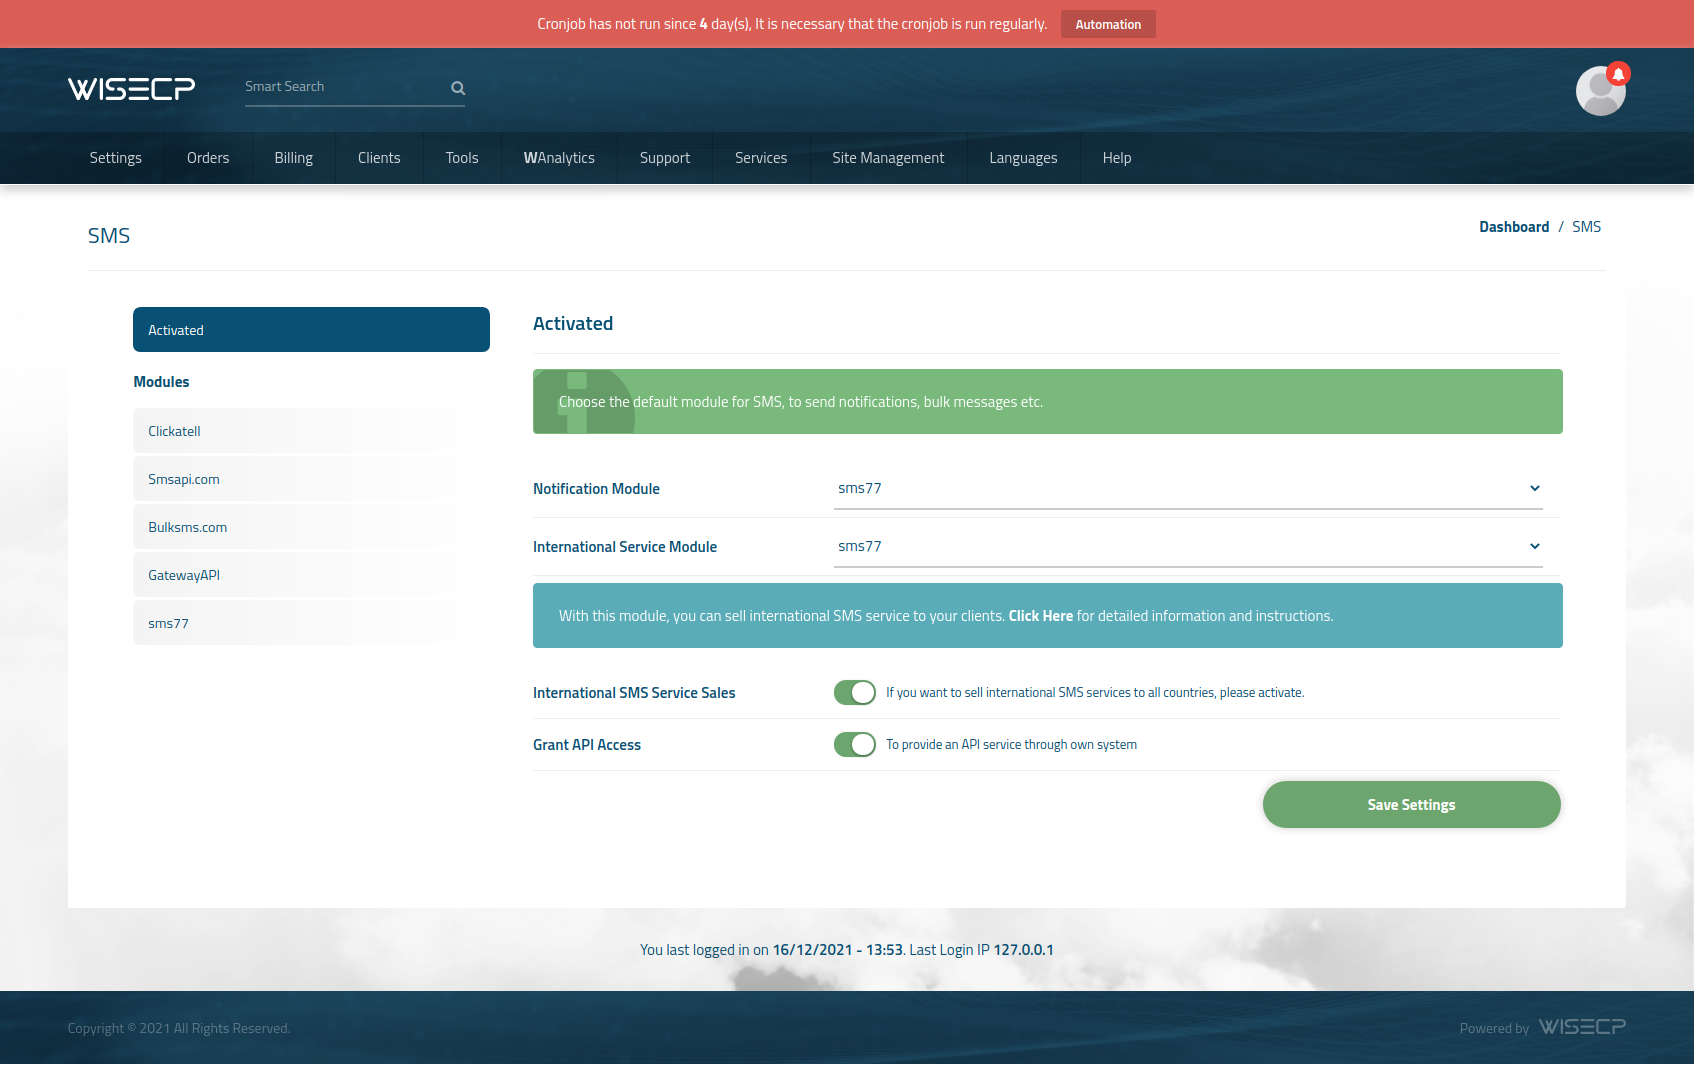 Cronjob has not run since 4 day(s), It is necessary that the cronjob is run regularly. Automation
WISECP
Smart Search
Settings Orders Billing Clients Tools WAnalytics Support Services Site Management Languages Help
SMS
Dashboard / SMS
Activated
Modules
Clickatell
Smsapi.com
Bulksms.com
GatewayAPI
sms77
Activated
Choose the default module for SMS, to send notifications, bulk messages etc.
Notification Module sms77
International Service Module sms77
With this module, you can sell international SMS service to your clients. Click Here for detailed information and instructions.
International SMS Service Sales If you want to sell international SMS services to all countries, please activate.
Grant API Access To provide an API service through own system
Save Settings
You last logged in on 16/12/2021 - 13:53. Last Login IP 127.0.0.1
Copyright © 2021 All Rights Reserved.
Powered by WISECP